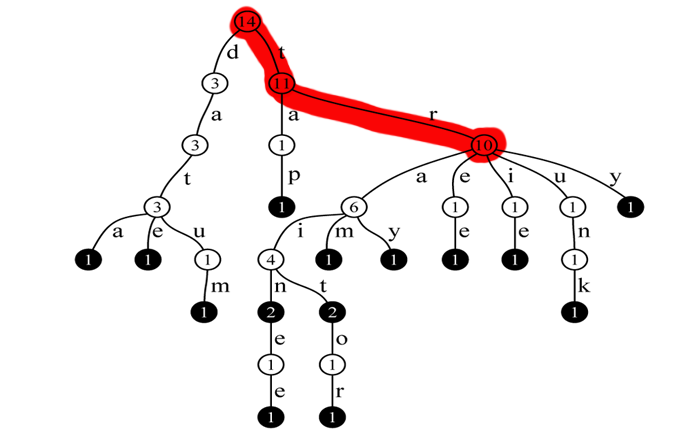 14
d t
3 11
a a r
3 1 10
t p a e i u y
3 1 6 1 1 1 1
a e u i m y e e n
1 1 1 4 1 1 1 1 1
m n t k
1 2 2 1
e o
1 1
e r
1 1